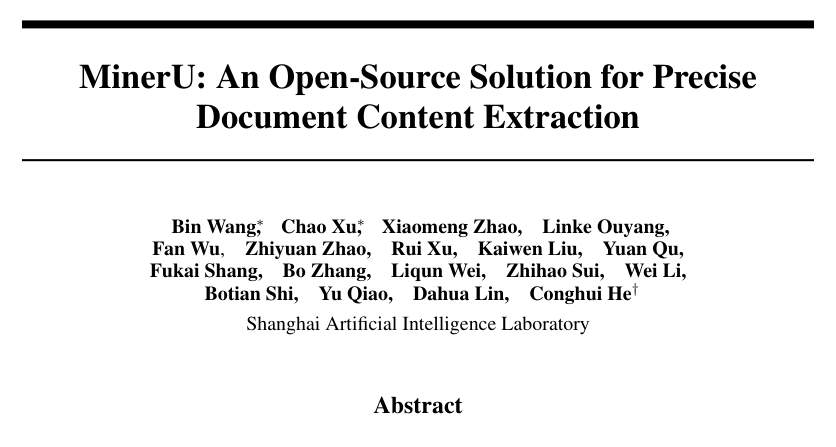 MinerU: An Open-Source Solution for Precise
Document Content Extraction
Bin Wang,* Chao Xu,* Xiaomeng Zhao, Linke Ouyang,
Fan Wu, Zhiyuan Zhao, Rui Xu, Kaiwen Liu, Yuan Qu,
Fukai Shang, Bo Zhang, Liqun Wei, Zhihao Sui, Wei Li,
Botian Shi, Yu Qiao, Dahua Lin, Conghui He†
Shanghai Artificial Intelligence Laboratory
Abstract